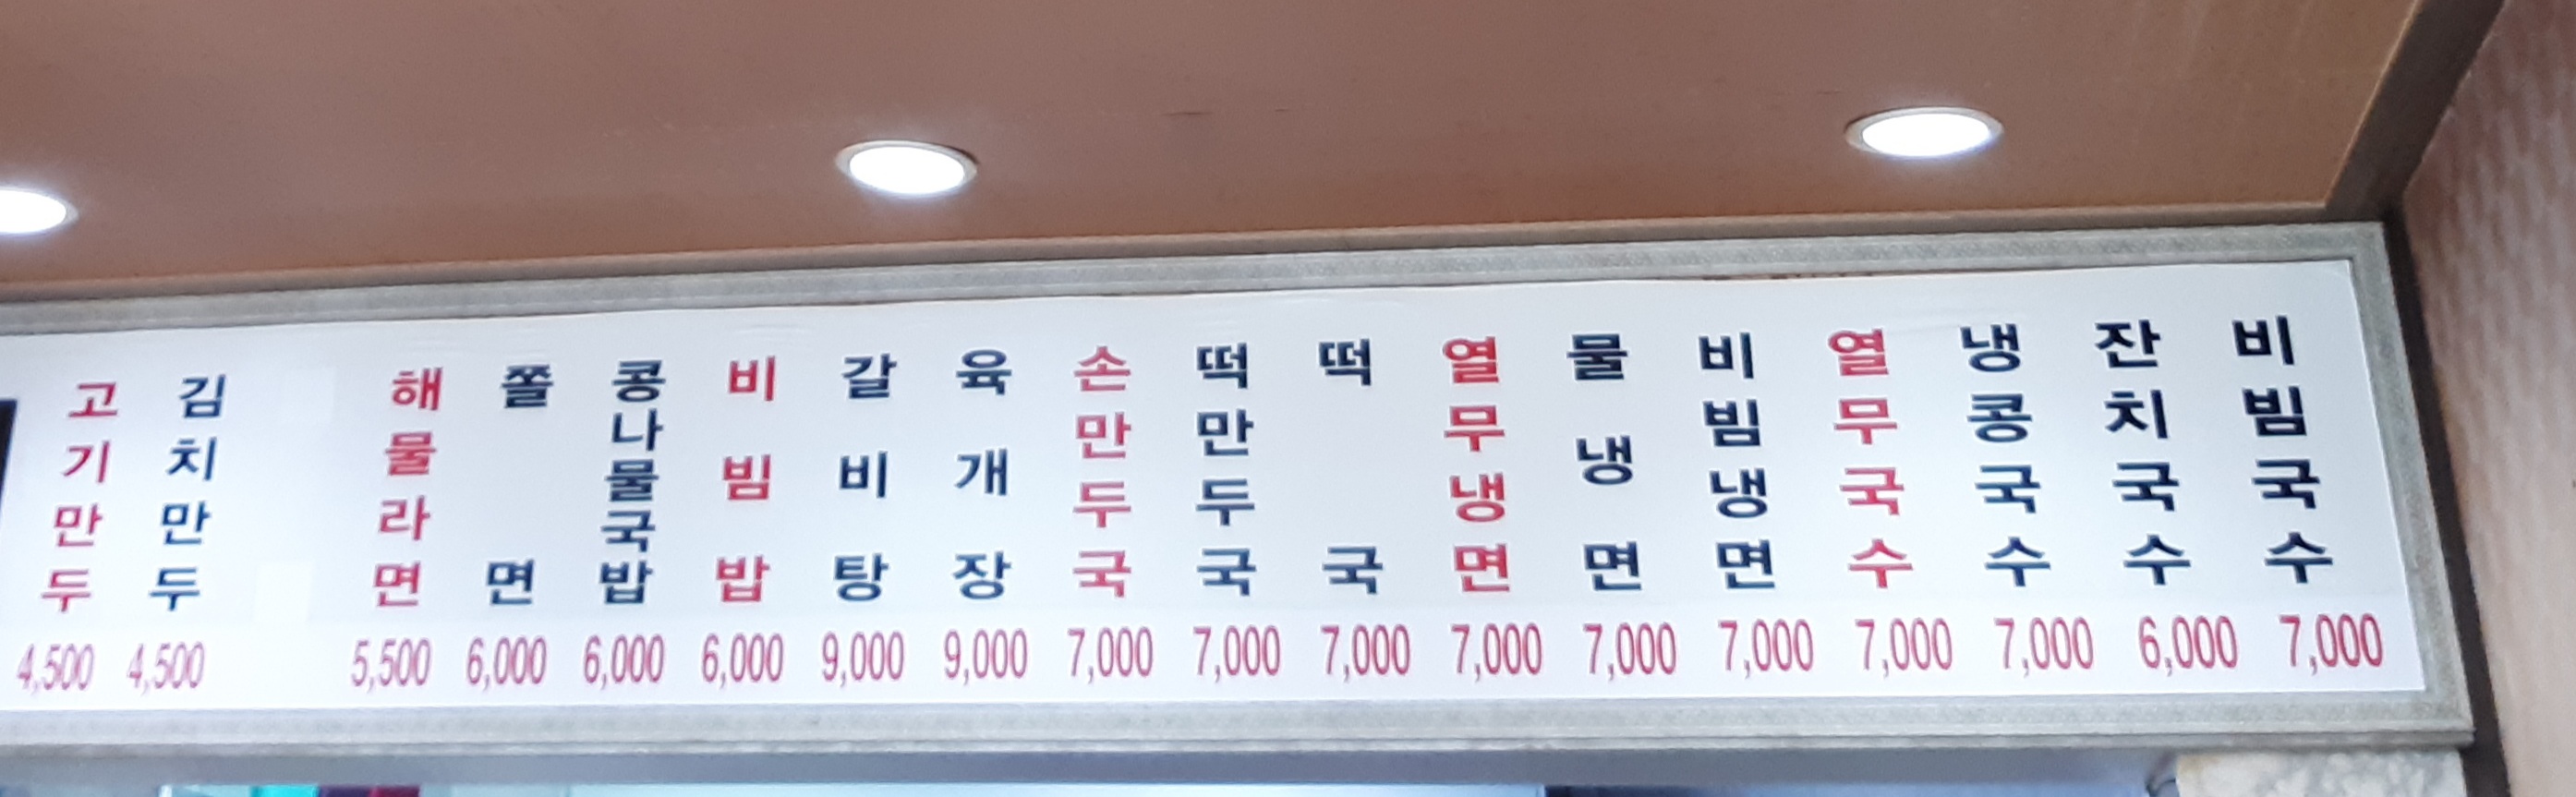 고기만두 4,500
김치만두 4,500
해물라면 5,500
쫄면 6,000
콩나물국밥 6,000
비빔밥 6,000
갈비탕 9,000
육개장 9,000
손만두국 7,000
떡만두국 7,000
떡국 7,000
열무냉면 7,000
물냉면 7,000
비빔냉면 7,000
열무국수 7,000
냉콩국수 7,000
잔치국수 6,000
비빔국수 7,000